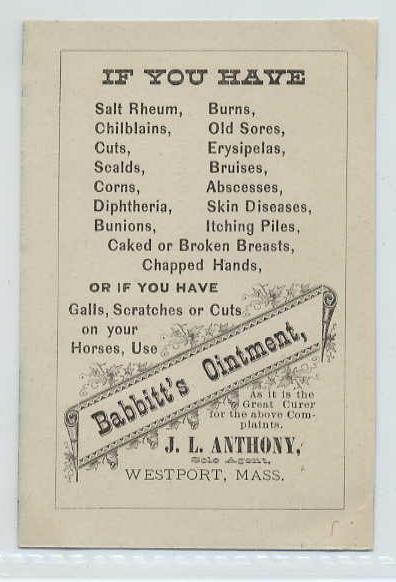 IF YOU HAVE
Salt Rheum, Burns,
Chilblains, Old Sores,
Cuts, Erysipelas,
Scalds, Bruises,
Corns, Abscesses,
Diphtheria, Skin Diseases,
Bunions, Itching Piles,
Caked or Broken Breasts,
Chapped Hands,
OR IF YOU HAVE
Galls, Scratches or Cuts
on your
Horses, Use
Babbitt's Ointment,
As it is the
Great Curer
for the above Com-
plaints.
J. L. ANTHONY,
Sole Agent,
WESTPORT, MASS.